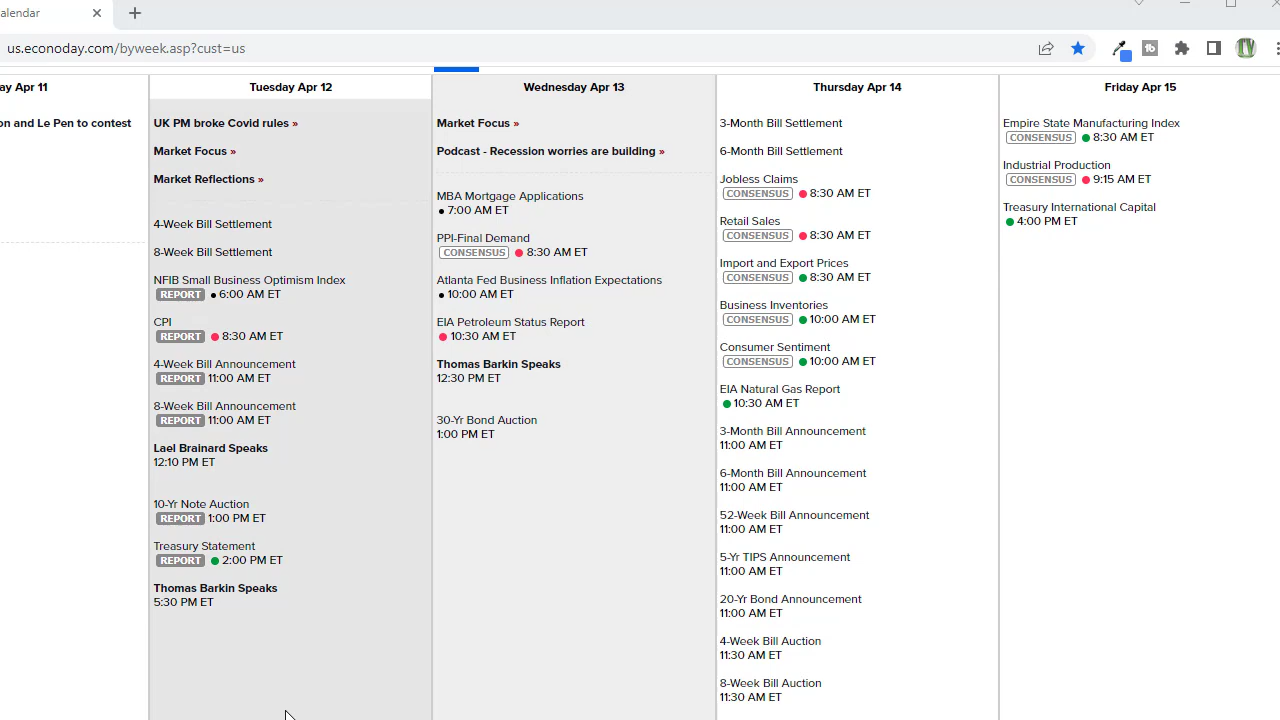 alendar
us.econoday.com/byweek.asp?cust=us
ay Apr 11
on and Le Pen to contest
Tuesday Apr 12
UK PM broke Covid rules »
Market Focus »
Market Reflections »
4-Week Bill Settlement
8-Week Bill Settlement
NFIB Small Business Optimism Index
REPORT 6:00 AM ET
CPI
REPORT 8:30 AM ET
4-Week Bill Announcement
REPORT 11:00 AM ET
8-Week Bill Announcement
REPORT 11:00 AM ET
Lael Brainard Speaks
12:10 PM ET
10-Yr Note Auction
REPORT 1:00 PM ET
Treasury Statement
REPORT 2:00 PM ET
Thomas Barkin Speaks
5:30 PM ET
Wednesday Apr 13
Market Focus »
Podcast - Recession worries are building »
MBA Mortgage Applications
7:00 AM ET
PPI-Final Demand
CONSENSUS 8:30 AM ET
Atlanta Fed Business Inflation Expectations
10:00 AM ET
EIA Petroleum Status Report
10:30 AM ET
Thomas Barkin Speaks
12:30 PM ET
30-Yr Bond Auction
1:00 PM ET
Thursday Apr 14
3-Month Bill Settlement
6-Month Bill Settlement
Jobless Claims
CONSENSUS 8:30 AM ET
Retail Sales
CONSENSUS 8:30 AM ET
Import and Export Prices
CONSENSUS 8:30 AM ET
Business Inventories
CONSENSUS 10:00 AM ET
Consumer Sentiment
CONSENSUS 10:00 AM ET
EIA Natural Gas Report
10:30 AM ET
3-Month Bill Announcement
11:00 AM ET
6-Month Bill Announcement
11:00 AM ET
52-Week Bill Announcement
11:00 AM ET
5-Yr TIPS Announcement
11:00 AM ET
20-Yr Bond Announcement
11:00 AM ET
4-Week Bill Auction
11:30 AM ET
8-Week Bill Auction
11:30 AM ET
Friday Apr 15
Empire State Manufacturing Index
CONSENSUS 8:30 AM ET
Industrial Production
CONSENSUS 9:15 AM ET
Treasury International Capital
4:00 PM ET